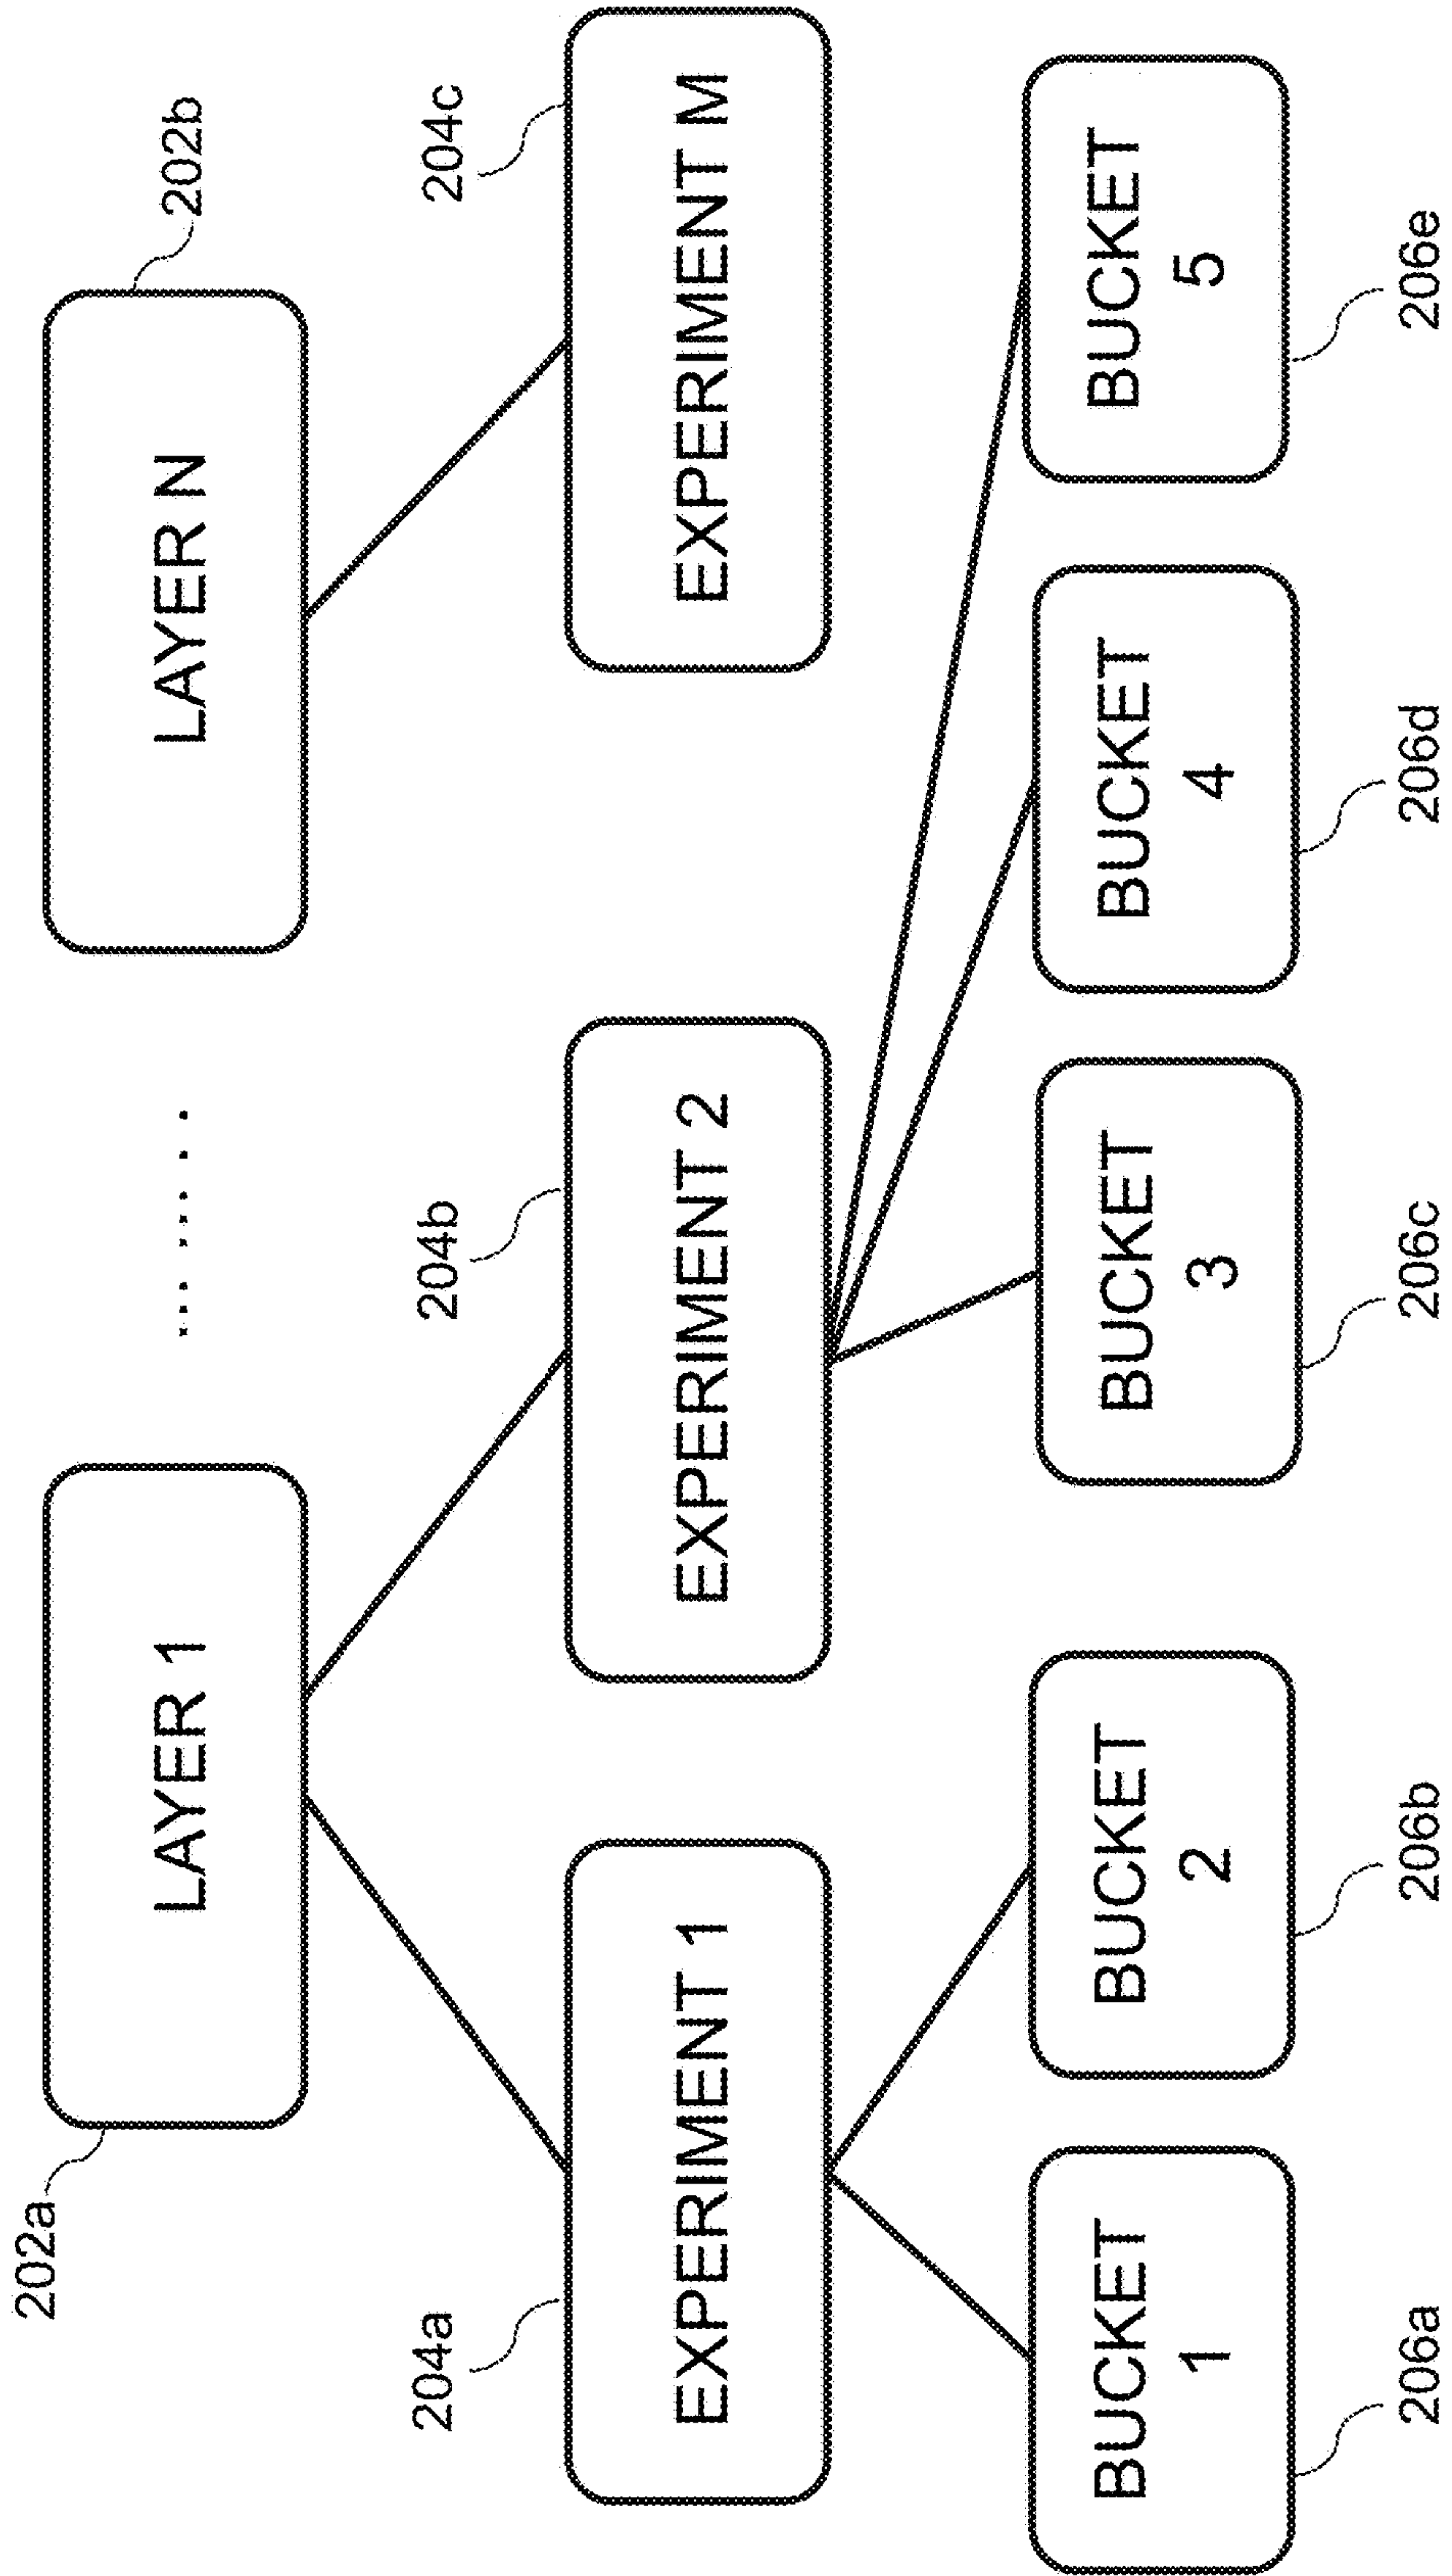 202a
LAYER 1
......
LAYER N
202b
204a
EXPERIMENT 1
204b
EXPERIMENT 2
204c
EXPERIMENT M
BUCKET
1
BUCKET
2
BUCKET
3
BUCKET
4
BUCKET
5
206a
206b
206c
206d
206e